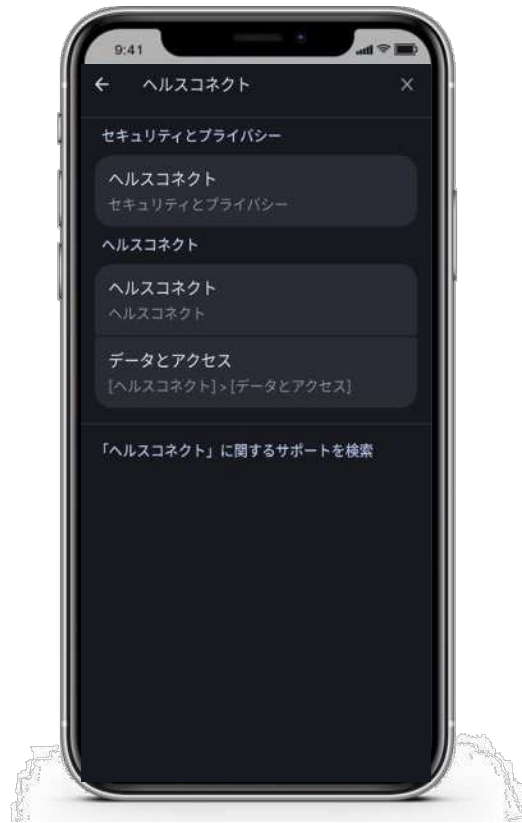 9:41
ヘルスコネクト
セキュリティとプライバシー
ヘルスコネクト
セキュリティとプライバシー
ヘルスコネクト
ヘルスコネクト
ヘルスコネクト
データとアクセス
[ヘルスコネクト] > [データとアクセス]
「ヘルスコネクト」に関するサポートを検索